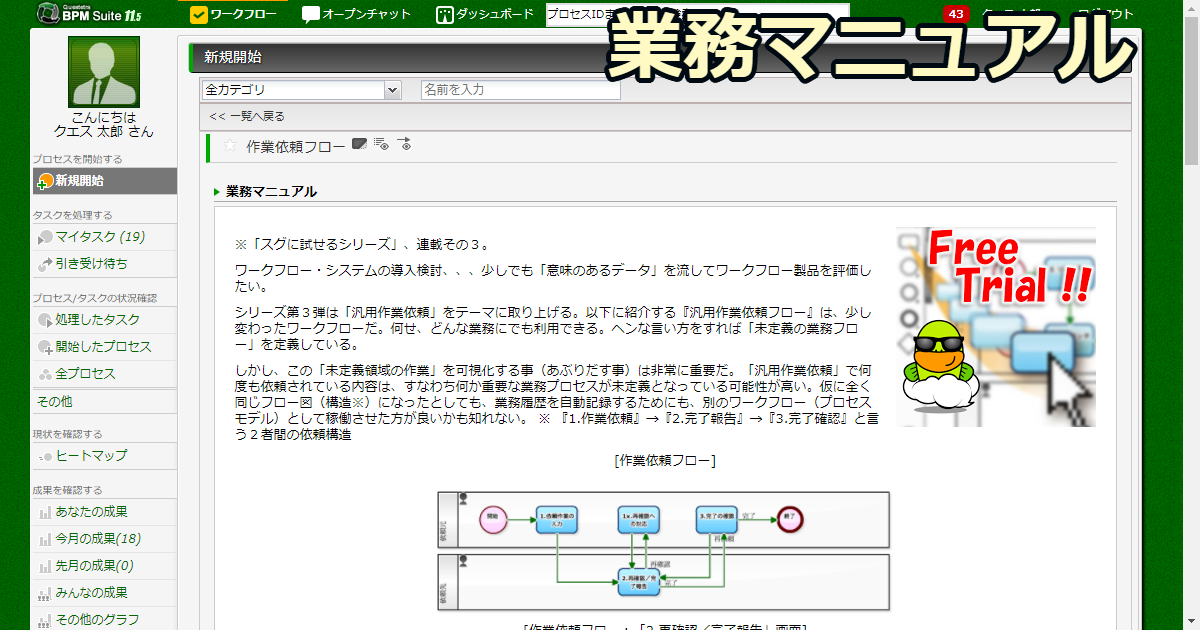 Questetra
BPM Suite 11.5
ワークフロー
オープンチャット
ダッシュボード
プロセスIDま
43
業務マニュアル
こんにちは
クエス 太郎 さん
プロセスを開始する
新規開始
タスクを処理する
マイタスク (19)
引き受け待ち
プロセス/タスクの状況確認
処理したタスク
開始したプロセス
全プロセス
その他
現状を確認する
ヒートマップ
成果を確認する
あなたの成果
今月の成果(18)
先月の成果(0)
みんなの成果
その他のグラフ
新規開始
全カテゴリ
名前を入力
<< 一覧へ戻る
作業依頼フロー
業務マニュアル
※「スグに試せるシリーズ」、連載その３。
ワークフロー・システムの導入検討、、、少しでも「意味のあるデータ」を流してワークフロー製品を評価し
たい。
シリーズ第３弾は「汎用作業依頼」をテーマに取り上げる。以下に紹介する『汎用作業依頼フロー』は、少し
変わったワークフローだ。何せ、どんな業務にでも利用できる。ヘンな言い方をすれば「未定義の業務フロ
ー」を定義している。
しかし、この「未定義領域の作業」を可視化する事（あぶりだす事）は非常に重要だ。「汎用作業依頼」で何
度も依頼されている内容は、すなわち何か重要な業務プロセスが未定義となっている可能性が高い。仮に全く
同じフロー図（構造※）になったとしても、業務履歴を自動記録するためにも、別のワークフロー（プロセス
モデル）として稼働させた方が良いかも知れない。 ※ 『1.作業依頼』→『2.完了報告』→『3.完了確認』と言
う２者間の依頼構造
Free
Trial !!
[作業依頼フロー]
依頼元
開始
1.依頼作業の
入力
1x.再確認へ
の対応
3.完了の確認
完了
終了
再依頼
再確認
依頼先
2.再確認／完
了報告
完了
[作業依頼フロー：「2.再確認／完了報告」画面]